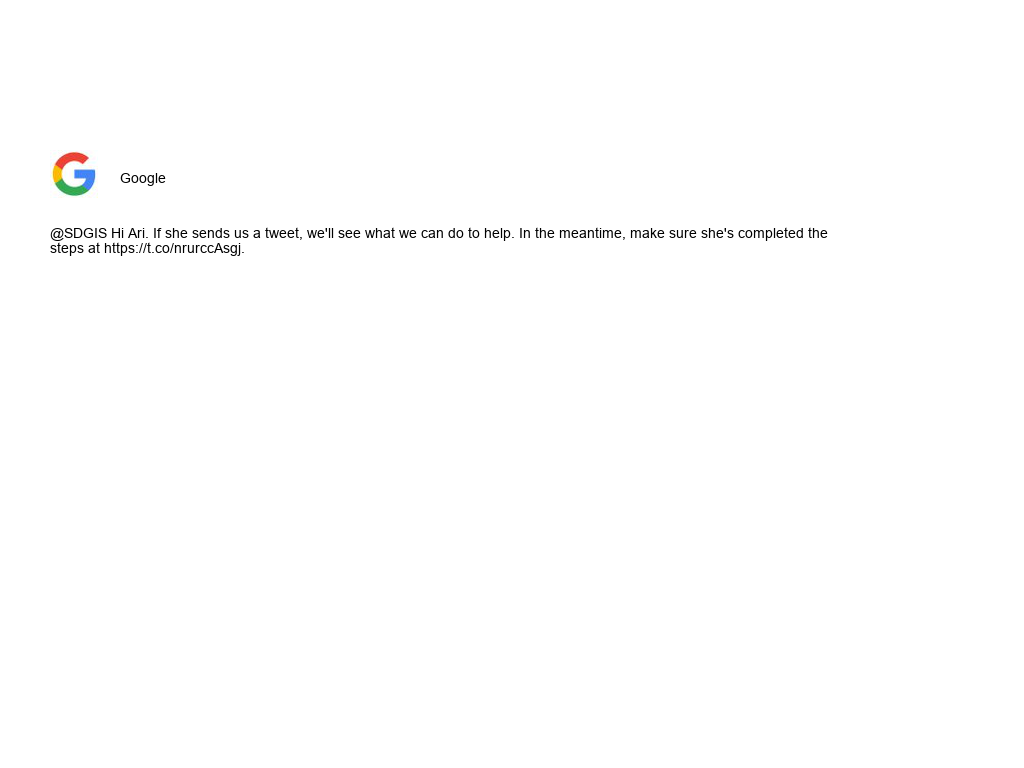 Google
@SDGIS Hi Ari. If she sends us a tweet, we'll see what we can do to help. In the meantime, make sure she's completed the
steps at https://t.co/nrurccAsgj.